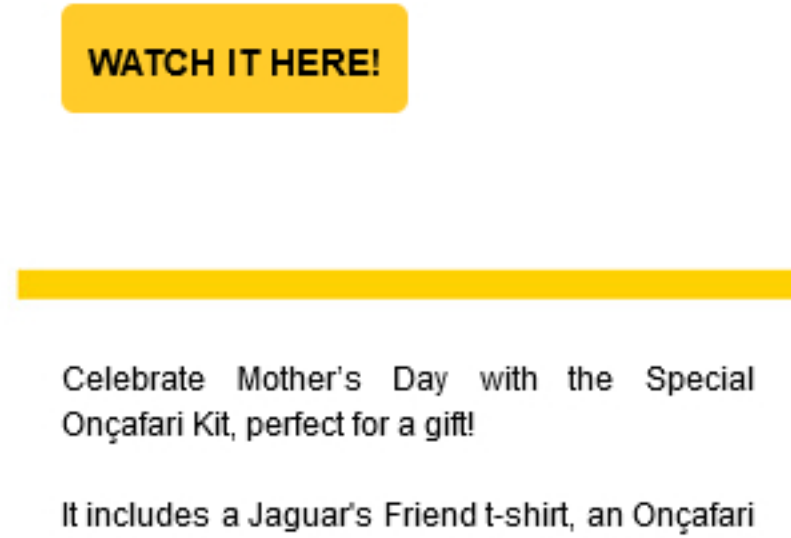 WATCH IT HERE!
Celebrate Mother’s Day with the Special
Onçafari Kit, perfect for a gift!
It includes a Jaguar's Friend t-shirt, an Onçafari